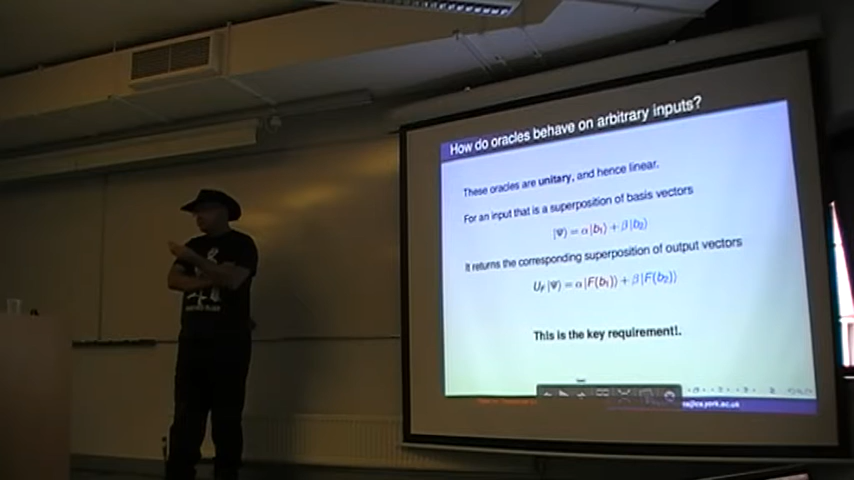 How do oracles behave on arbitrary inputs?
These oracles are unitary, and hence linear.
For an input that is a superposition of basis vectors
|Ψ⟩ = α|b₁⟩ + β|b₂⟩
It returns the corresponding superposition of output vectors
U_F|Ψ⟩ = α|F(b₁)⟩ + β|F(b₂)⟩
This is the key requirement!.